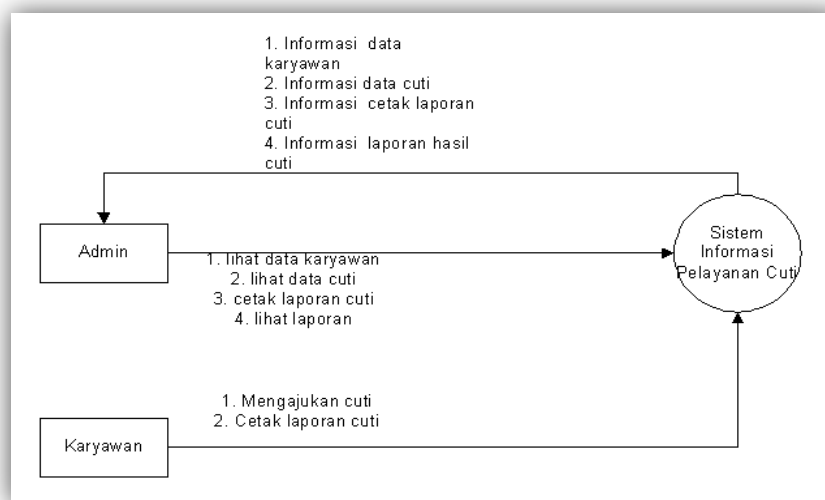 1. Informasi data
karyawan
2. Informasi data cuti
3. Informasi cetak laporan
cuti
4. Informasi laporan hasil
cuti
Admin
1. lihat data karyawan
2. lihat data cuti
3. cetak laporan cuti
4. lihat laporan
Sistem
Informasi
Pelayanan Cuti
1. Mengajukan cuti
2. Cetak laporan cuti
Karyawan